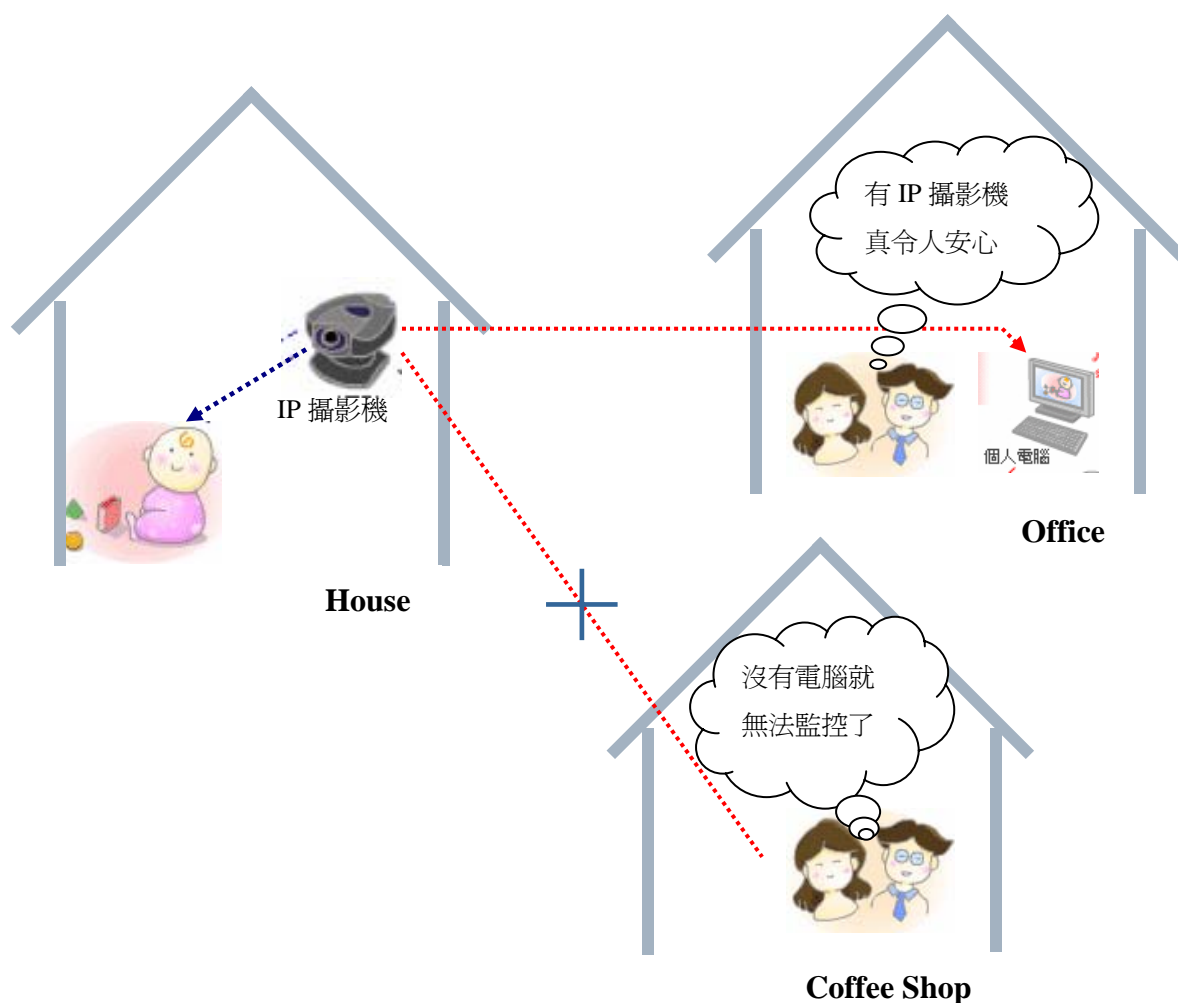 有 IP 攝影機
真令人安心
IP 攝影機
個人電腦
Office
House
沒有電腦就
無法監控了
Coffee Shop